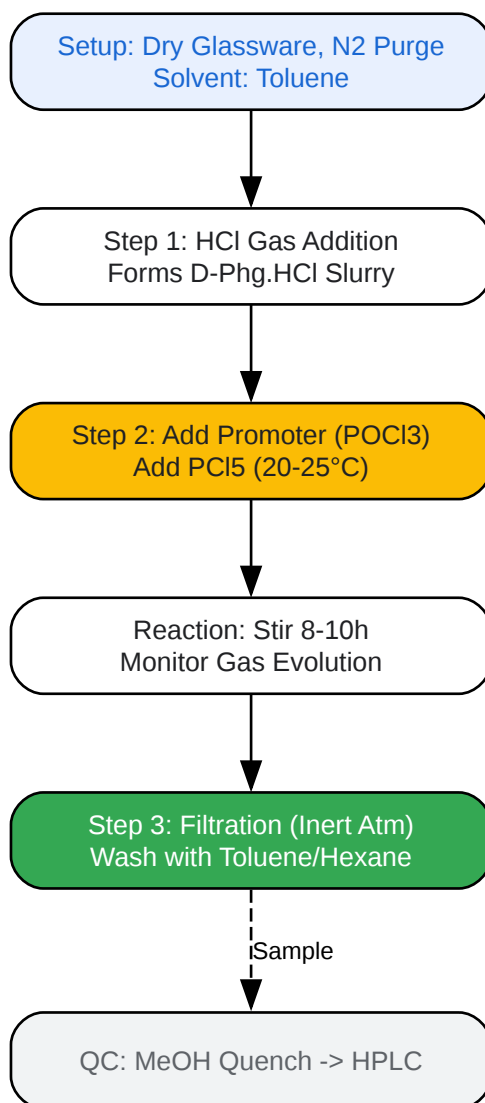 Setup: Dry Glassware, N2 Purge
Solvent: Toluene
Step 1: HCl Gas Addition
Forms D-Phg.HCl Slurry
Step 2: Add Promoter (POCl3)
Add PCl5 (20-25°C)
Reaction: Stir 8-10h
Monitor Gas Evolution
Step 3: Filtration (Inert Atm)
Wash with Toluene/Hexane
Sample
QC: MeOH Quench -> HPLC